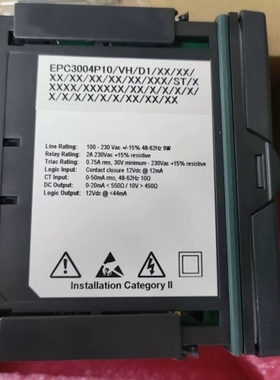 EPC3004P10/VH/D1/XX/XX/
XX/XX/XX/XX/XX/XXX/ST/X
XXXX/XXXXXX/XX/X/X/X/X/
X/X/X/X/X/X/XX/XX/XX
Line Rating: 100 - 230 Vac +/-15% 48-62Hz 9W
Relay Rating: 2A 230Vac +15% resistive
Triac Rating: 0.75A rms, 30V minimum - 230Vac +15% resistive
Logic Input: Contact closure 12Vdc @ 12mA
CT Input: 0-50mA rms, 48-62Hz 10Ω
DC Output: 0-20mA < 550Ω / 10V > 450Ω
Logic Output: 12Vdc @ <44mA
Installation Category II